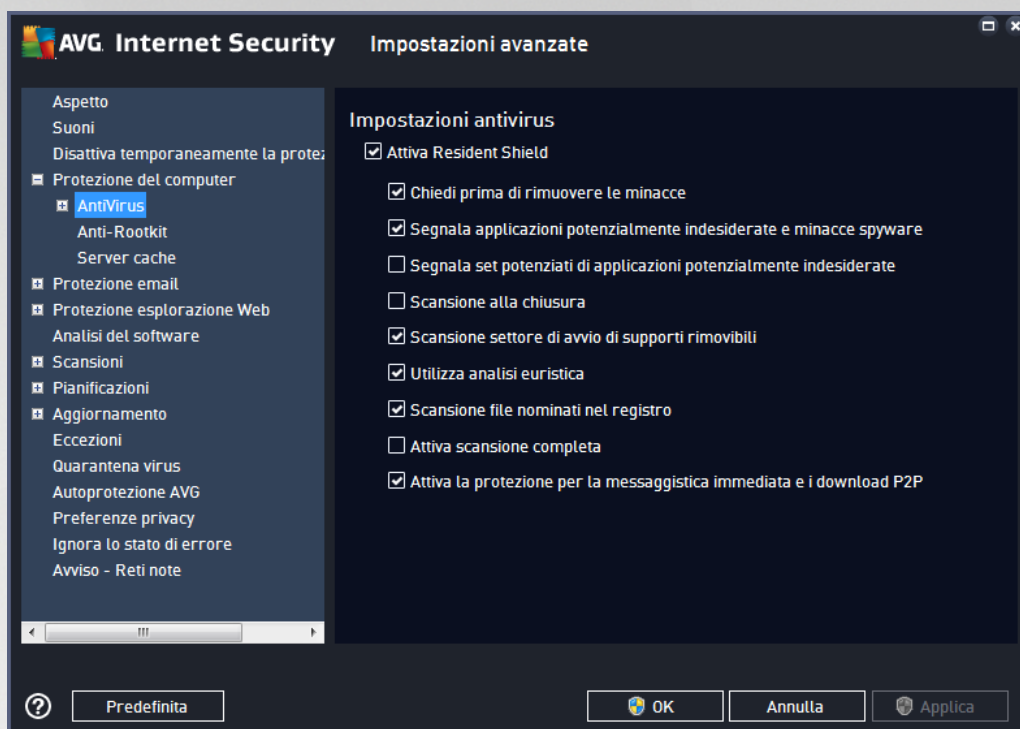 AVG. Internet Security Impostazioni avanzate
Aspetto
Suoni
Disattiva temporaneamente la protez
Protezione del computer
AntiVirus
Anti-Rootkit
Server cache
Protezione email
Protezione esplorazione Web
Analisi del software
Scansioni
Pianificazioni
Aggiornamento
Eccezioni
Quarantena virus
Autoprotezione AVG
Preferenze privacy
Ignora lo stato di errore
Avviso - Reti note
Impostazioni antivirus
Attiva Resident Shield
Chiedi prima di rimuovere le minacce
Segnala applicazioni potenzialmente indesiderate e minacce spyware
Segnala set potenziati di applicazioni potenzialmente indesiderate
Scansione alla chiusura
Scansione settore di avvio di supporti rimovibili
Utilizza analisi euristica
Scansione file nominati nel registro
Attiva scansione completa
Attiva la protezione per la messaggistica immediata e i download P2P
? Predefinita OK Annulla Applica